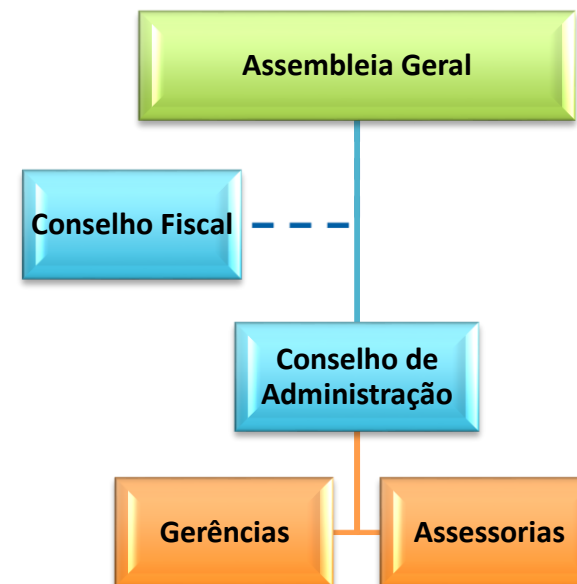 Assembleia Geral
Conselho Fiscal
Conselho de
Administração
Gerências
Assessorias